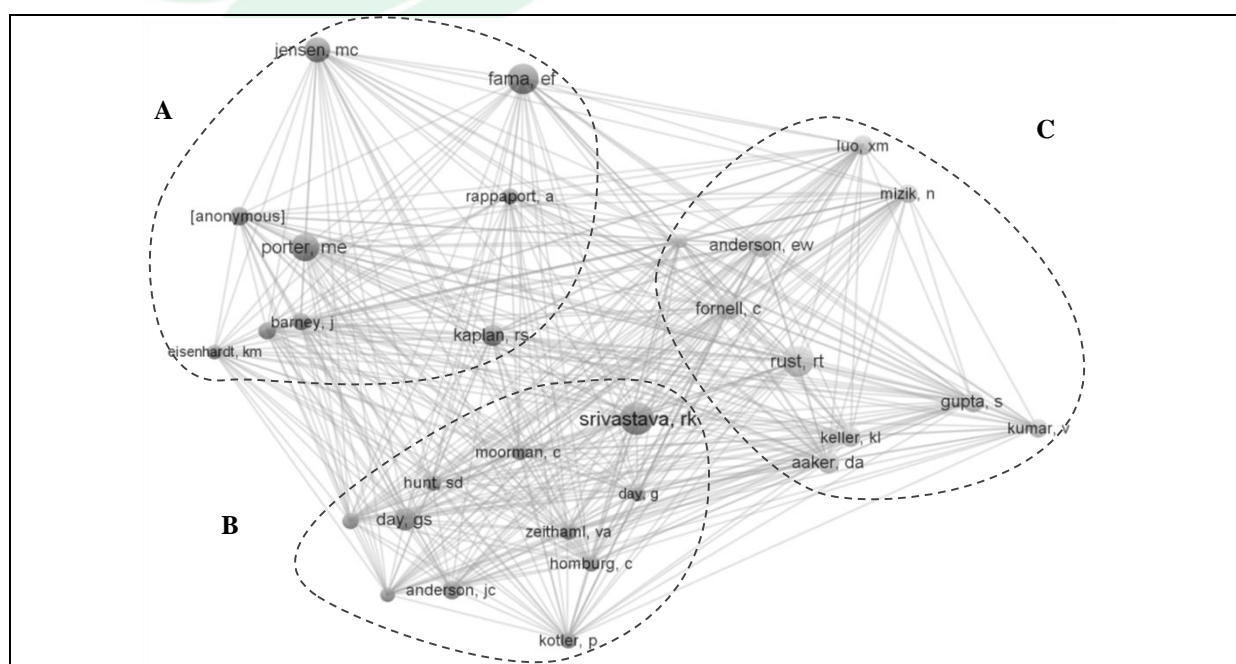 jensen, mc
fama, ef
A
C
luo, xm
rappaport, a
mizik, n
[anonymous]
porter, me
anderson, ew
fornell, c
barney, j
kaplan, rs
eisenhardt, km
rust, rt
gupta, s
srivastava, rk
kumar, v
keller, kl
moorman, c
aaker, da
hunt, sd
day, g
B
day, gs
zeithaml, va
homburg, c
anderson, jc
kotler, p